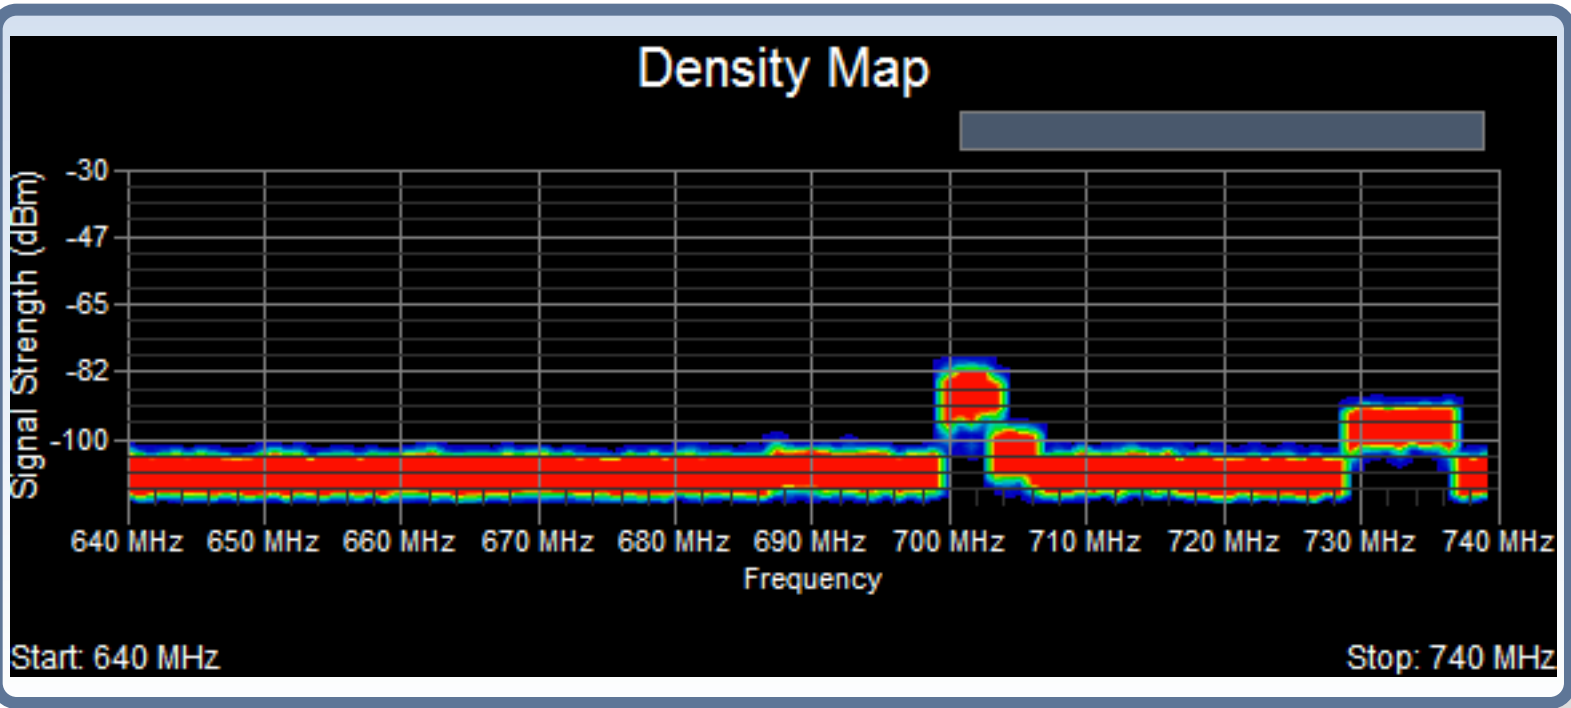 Density Map
Signal Strength (dBm)
-30
-47
-65
-82
-100
640 MHz 650 MHz 660 MHz 670 MHz 680 MHz 690 MHz 700 MHz 710 MHz 720 MHz 730 MHz 740 MHz
Frequency
Start: 640 MHz
Stop: 740 MHz